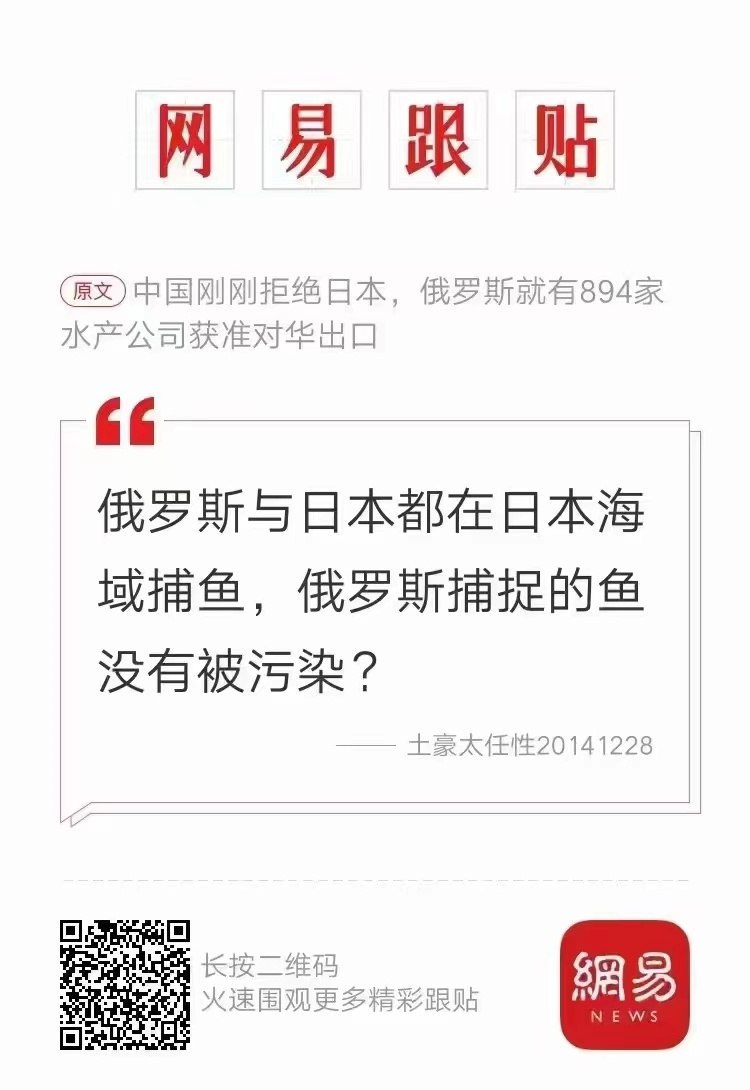 网易跟贴
原文 中国刚刚拒绝日本，俄罗斯就有894家
水产公司获准对华出口
俄罗斯与日本都在日本海
域捕鱼，俄罗斯捕捉的鱼
没有被污染？
—— 土豪太任性20141228
长按二维码
火速围观更多精彩跟贴
網易
NEWS